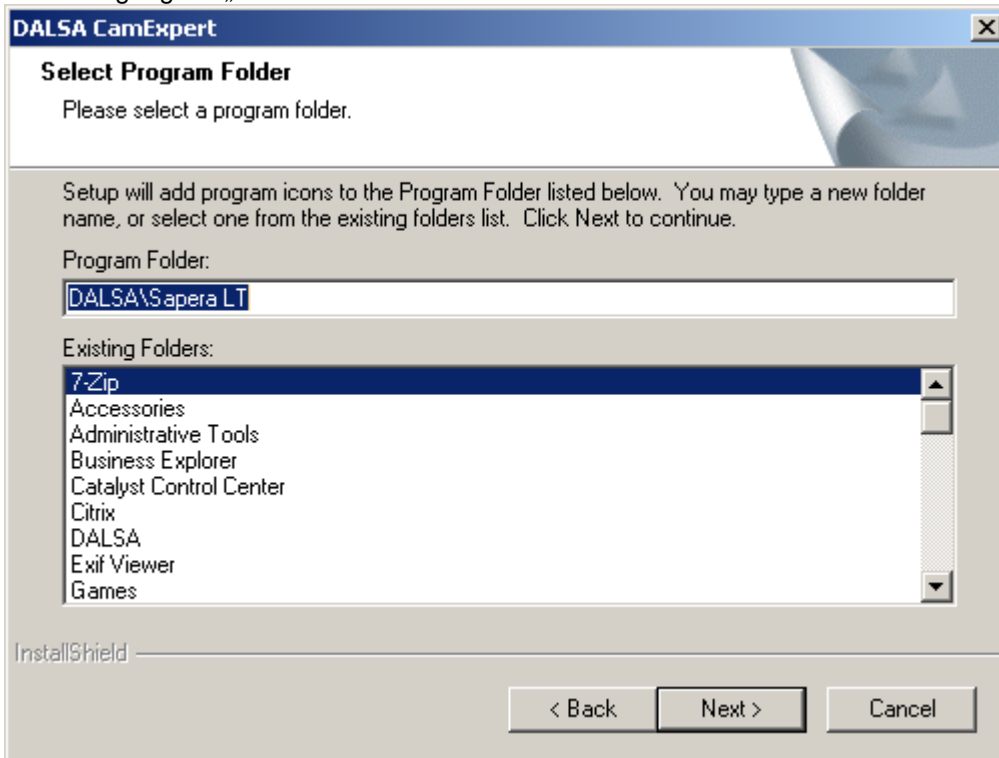 DALSA CamExpert
Select Program Folder
Please select a program folder.
Setup will add program icons to the Program Folder listed below. You may type a new folder
name, or select one from the existing folders list. Click Next to continue.
Program Folder:
DALSA\Sapera LT
Existing Folders:
7-Zip
Accessories
Administrative Tools
Business Explorer
Catalyst Control Center
Citrix
DALSA
Exif Viewer
Games
InstallShield
< Back Next > Cancel